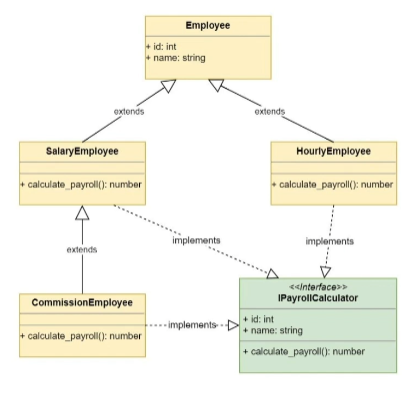 Employee
+ id: int
+ name: string
extends
extends
SalaryEmployee
+ calculate_payroll(): number
HourlyEmployee
+ calculate_payroll(): number
extends
implements
implements
CommissionEmployee
+ calculate_payroll(): number
implements
<<Interface>>
IPayrollCalculator
+ id: int
+ name: string
+ calculate_payroll(): number